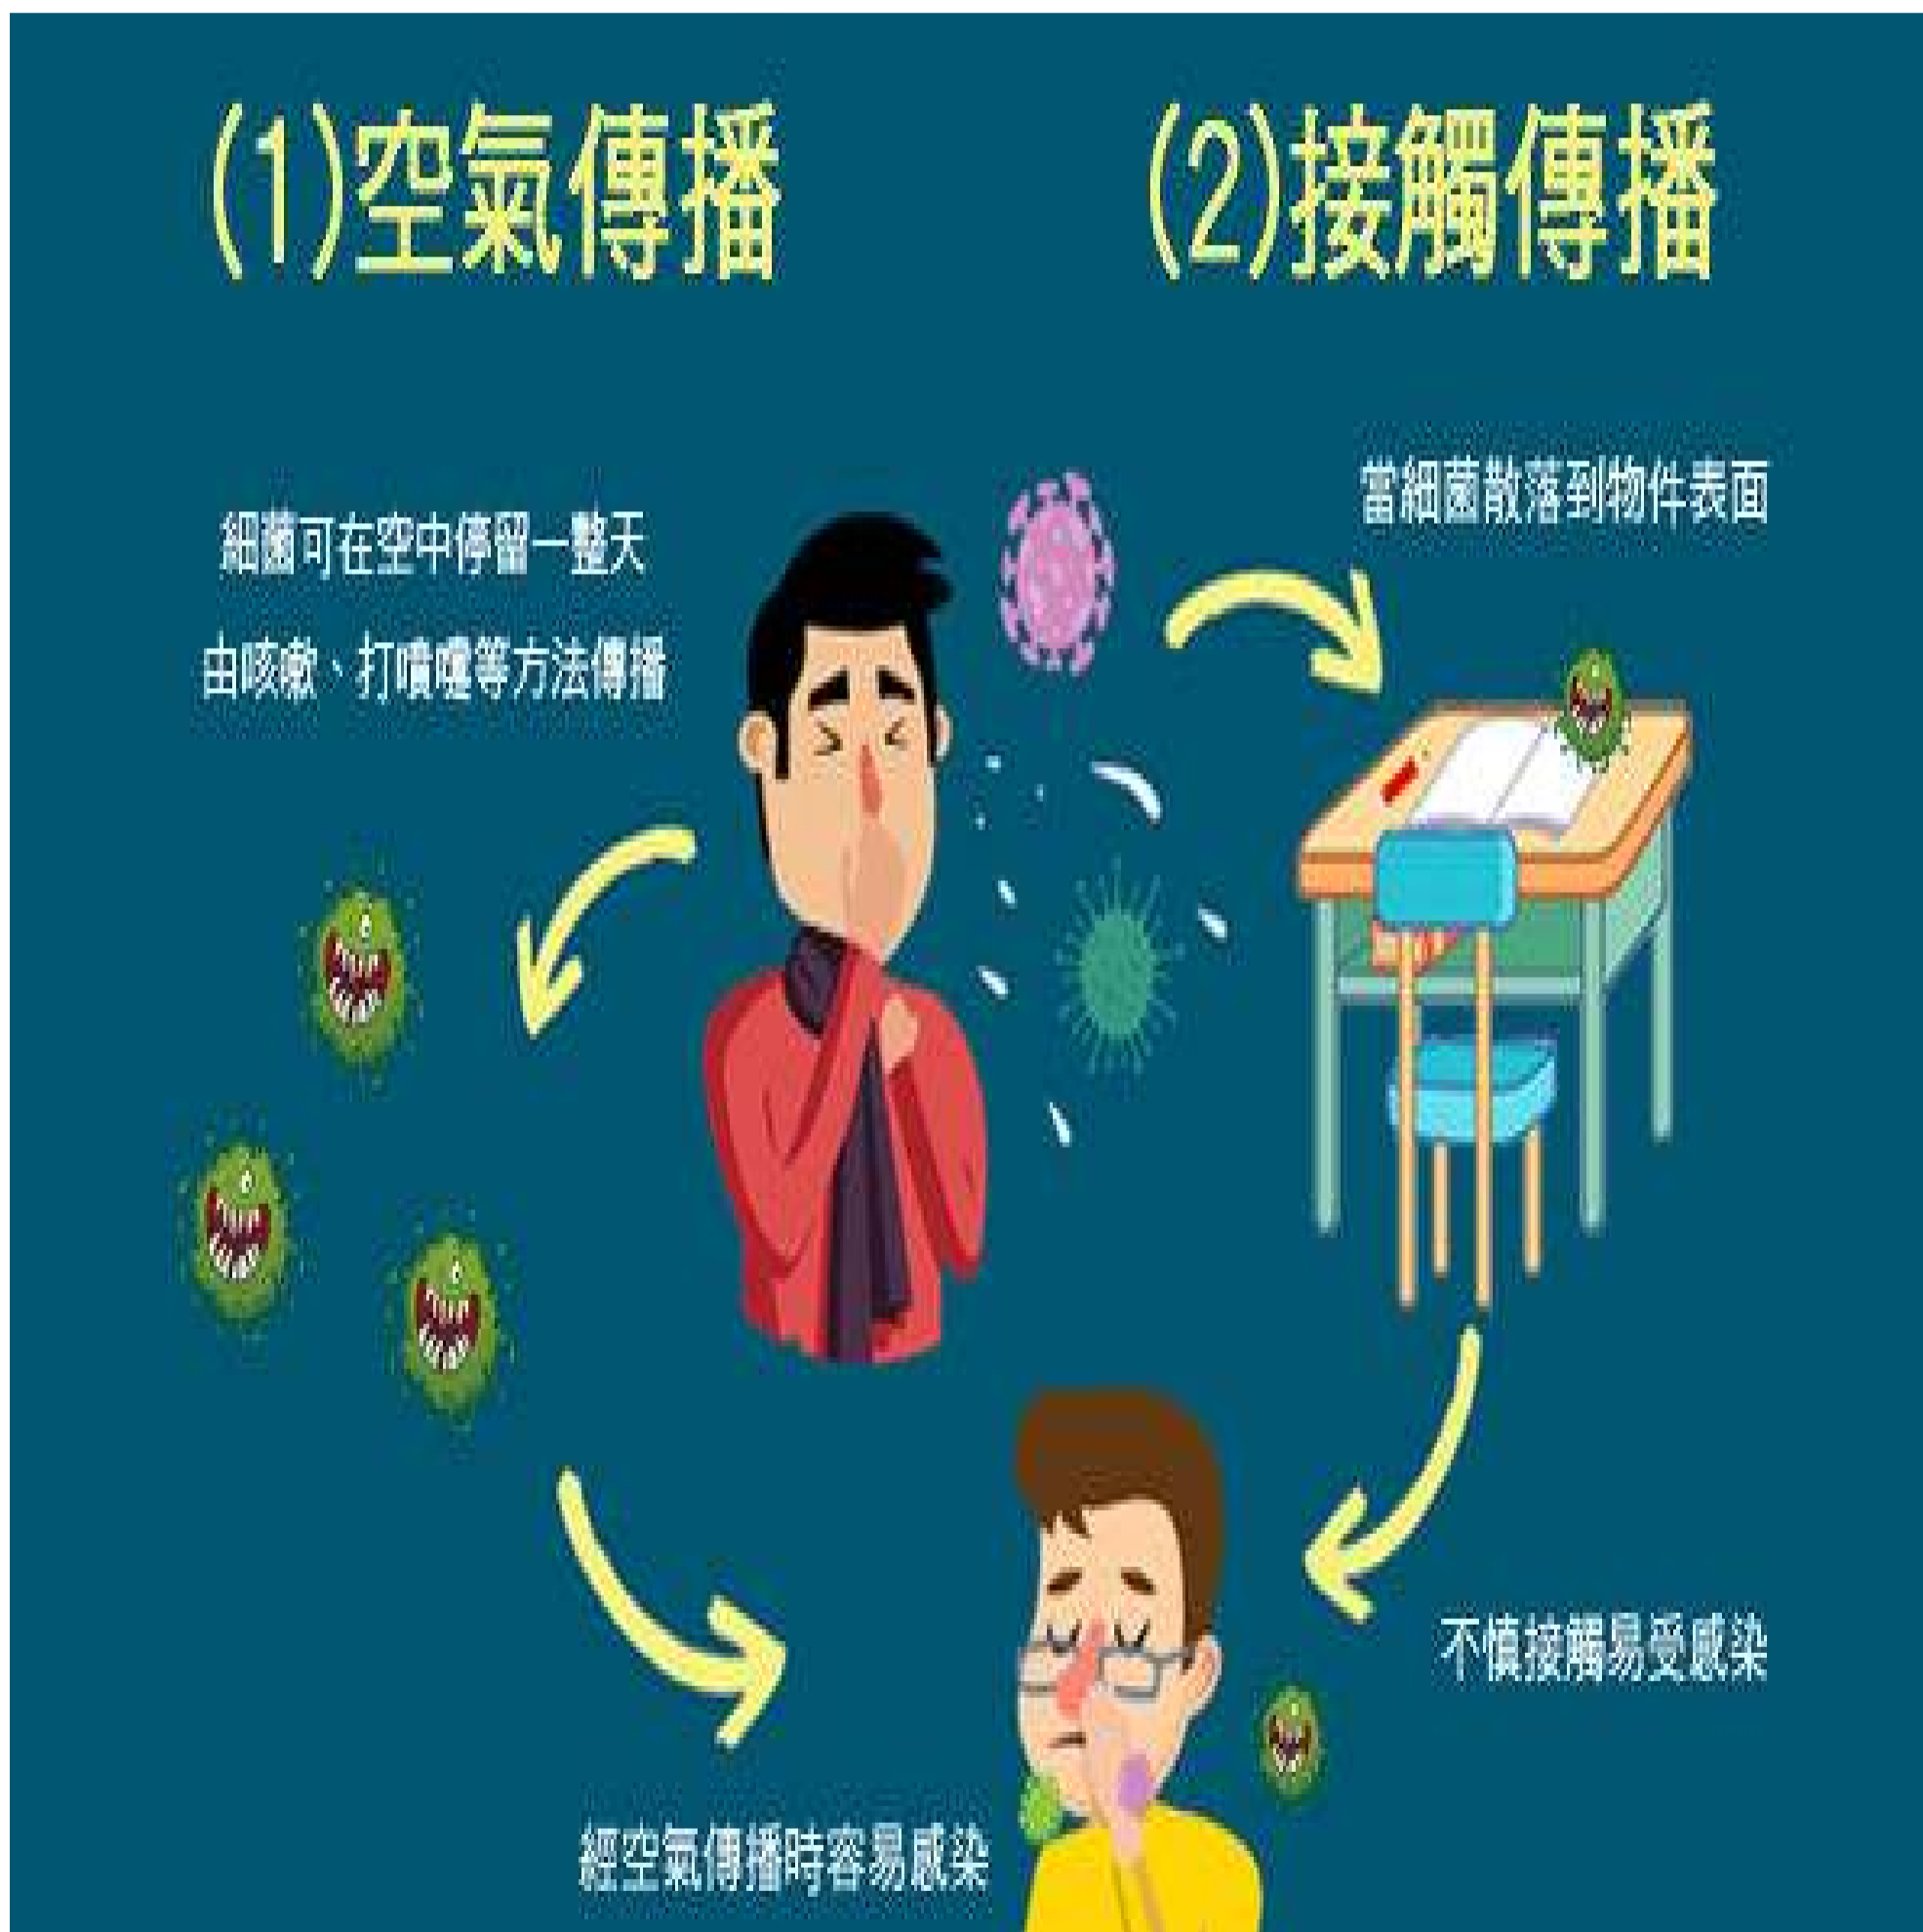 (1)空氣傳播
(2)接觸傳播
細菌可在空中停留一整天
由咳嗽、打噴嚏等方法傳播
當細菌散落到物件表面
不慎接觸易受感染
經空氣傳播時容易感染